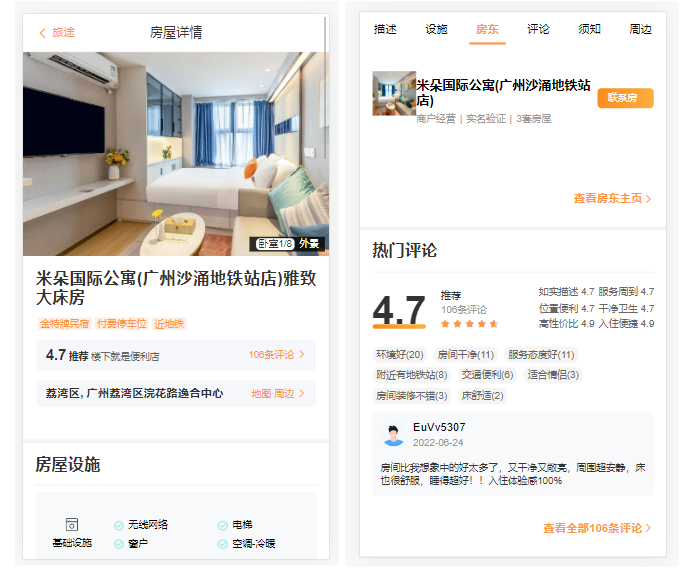 旅途
房屋详情
卧室1/8 外景
米朵国际公寓(广州沙涌地铁站店)雅致
大床房
金特牌民宿 付费停车位 近地铁
4.7 推荐 楼下就是便利店
106条评论
荔湾区, 广州荔湾区浣花路逸合中心
地图·周边
房屋设施
基础设施
无线网络
电梯
窗户
空调-冷暖
描述 设施 房东 评论 须知 周边
米朵国际公寓(广州沙涌地铁站
店)
联系房
商户经营 | 实名验证 | 3套房屋
查看房东主页
热门评论
4.7
推荐
106条评论
如实描述 4.7 服务周到 4.7
位置便利 4.7 干净卫生 4.7
高性价比 4.9 入住便捷 4.9
环境好(20) 房间干净(11) 服务态度好(11)
附近有地铁站(8) 交通便利(6) 适合情侣(3)
房间装修不错(3) 床舒适(2)
EuVv5307
2022-06-24
房间比我想象中的好太多了，又干净又敞亮，周围超安静，床
也很舒服，睡得超好！！入住体验感100%
查看全部106条评论